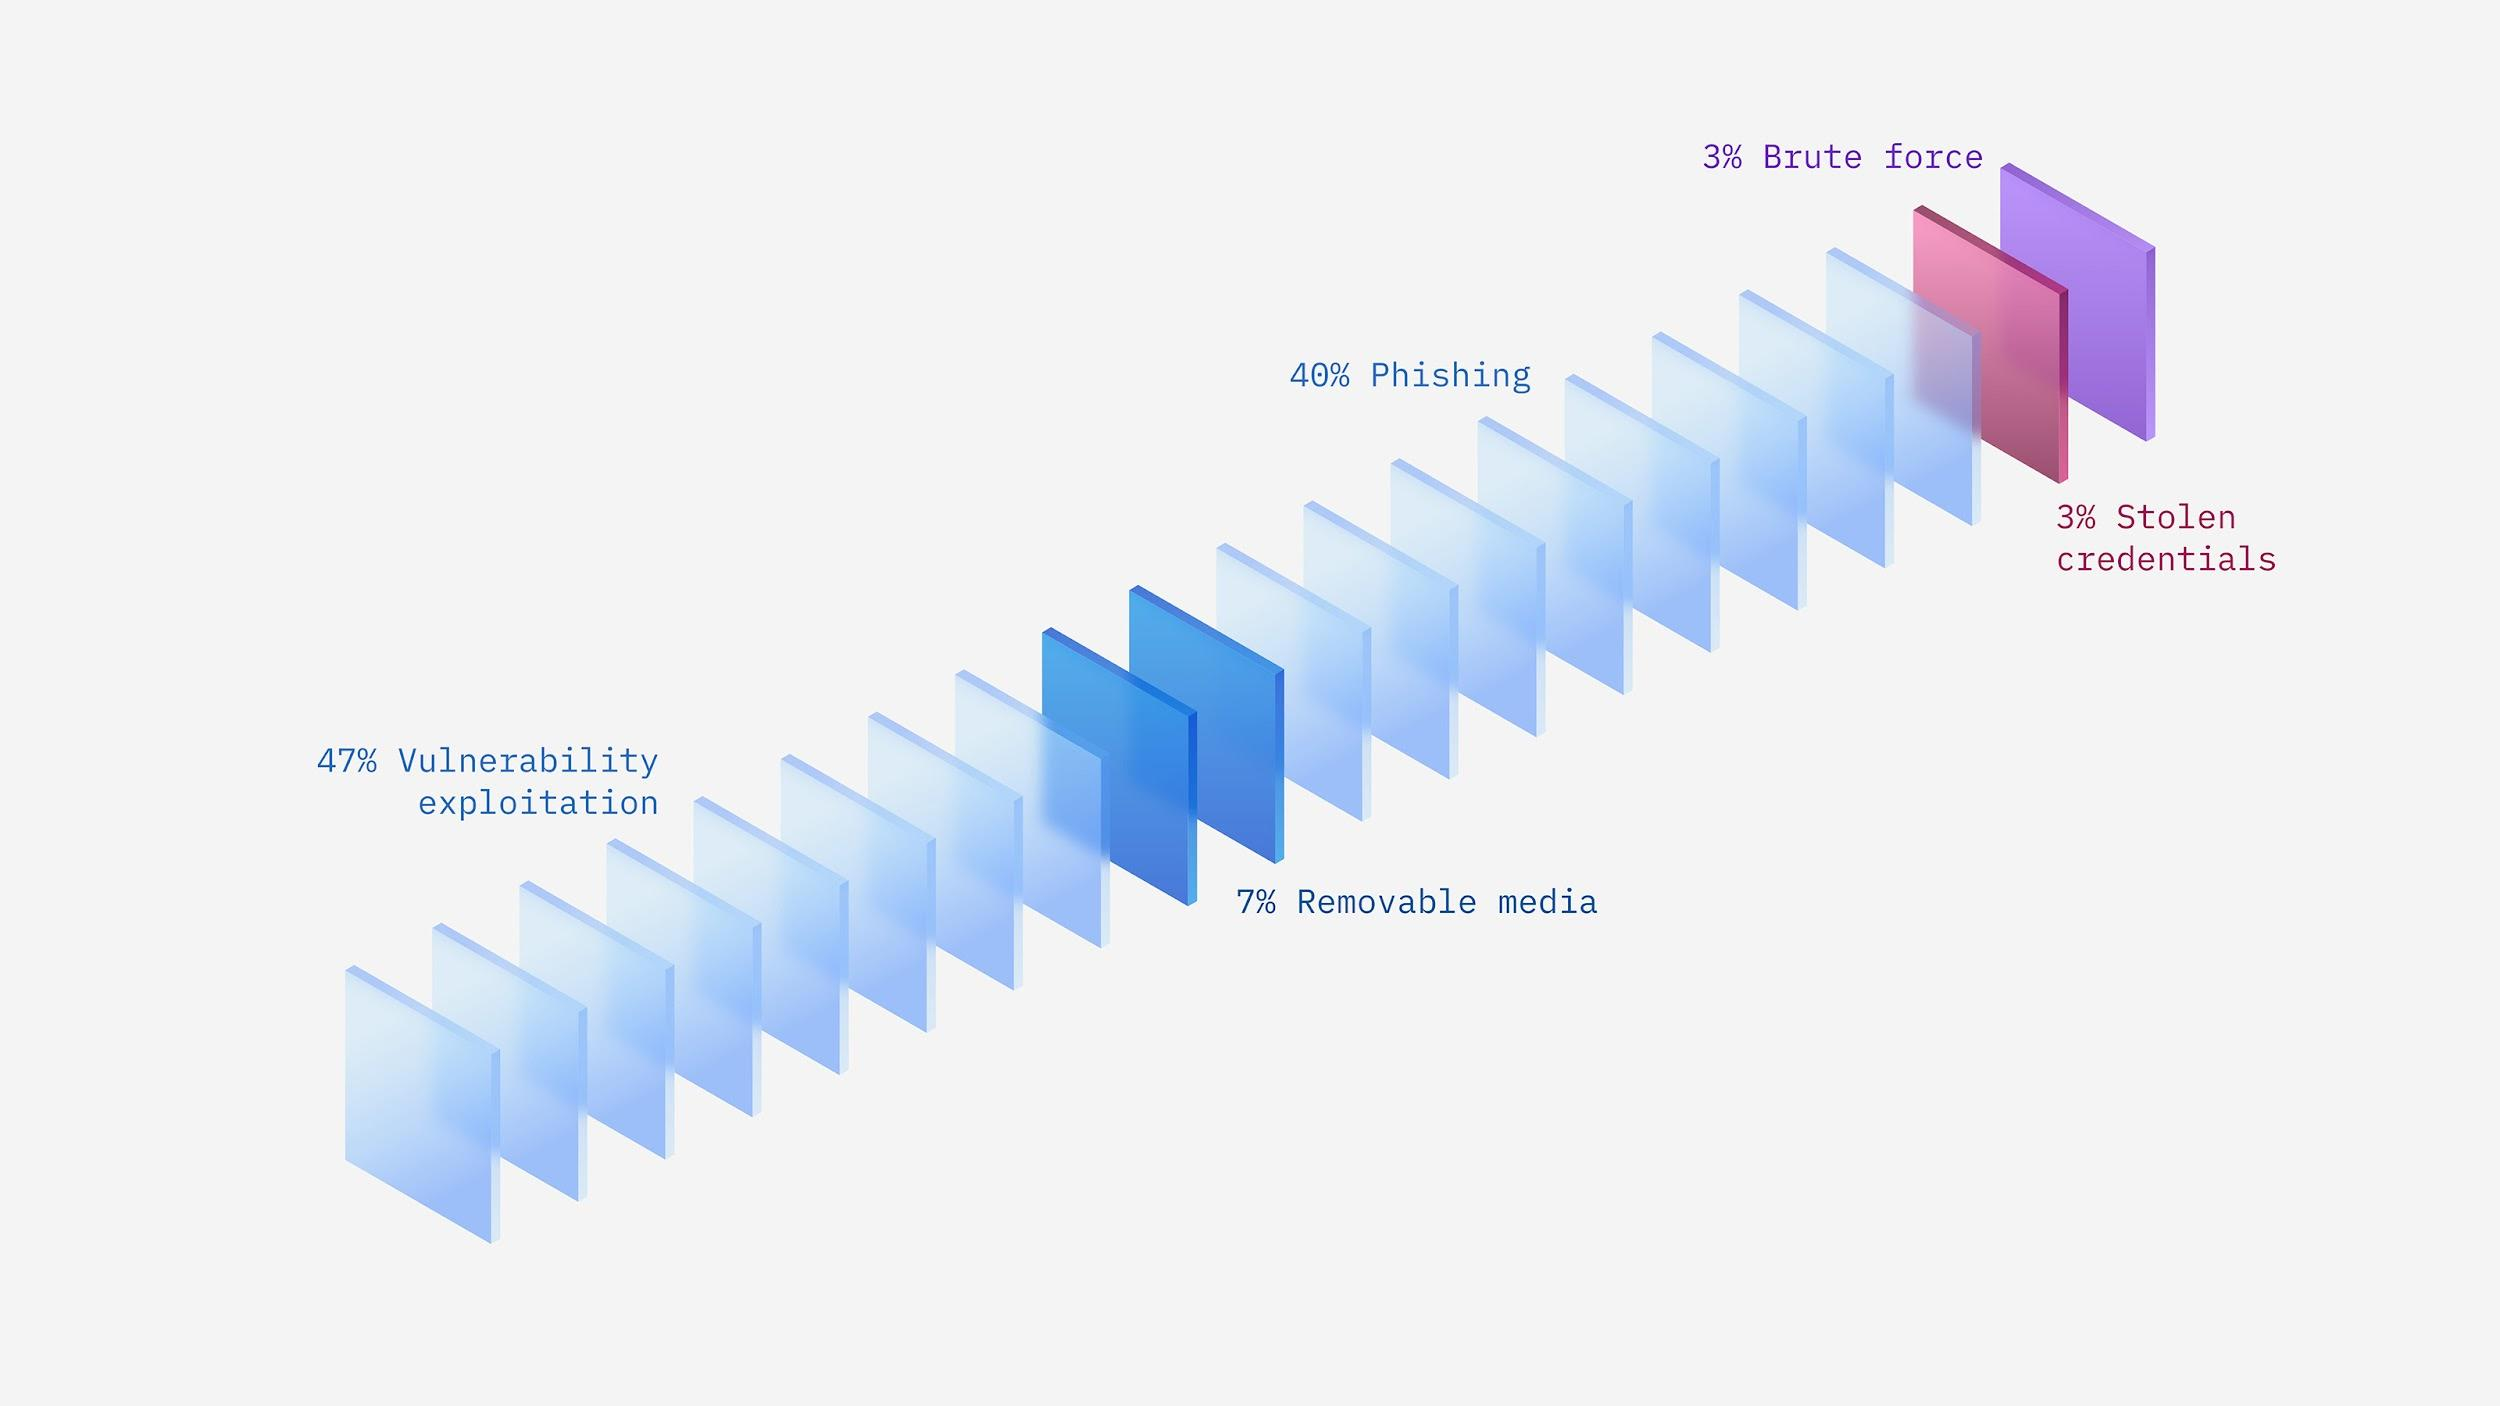 3% Brute force
40% Phishing
3% Stolen
credentials
47% Vulnerability
exploitation
7% Removable media